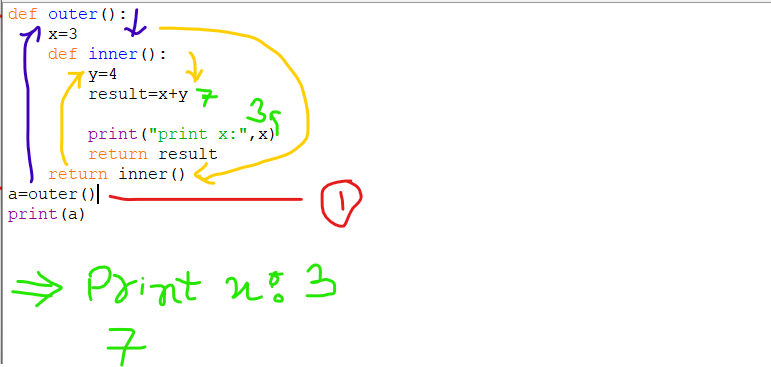 def outer():
x=3
def inner():
y=4
result=x+y 7
3
print("print x:",x)
return result
return inner()
a=outer() 1
print(a)
⇒ Print x: 3
7